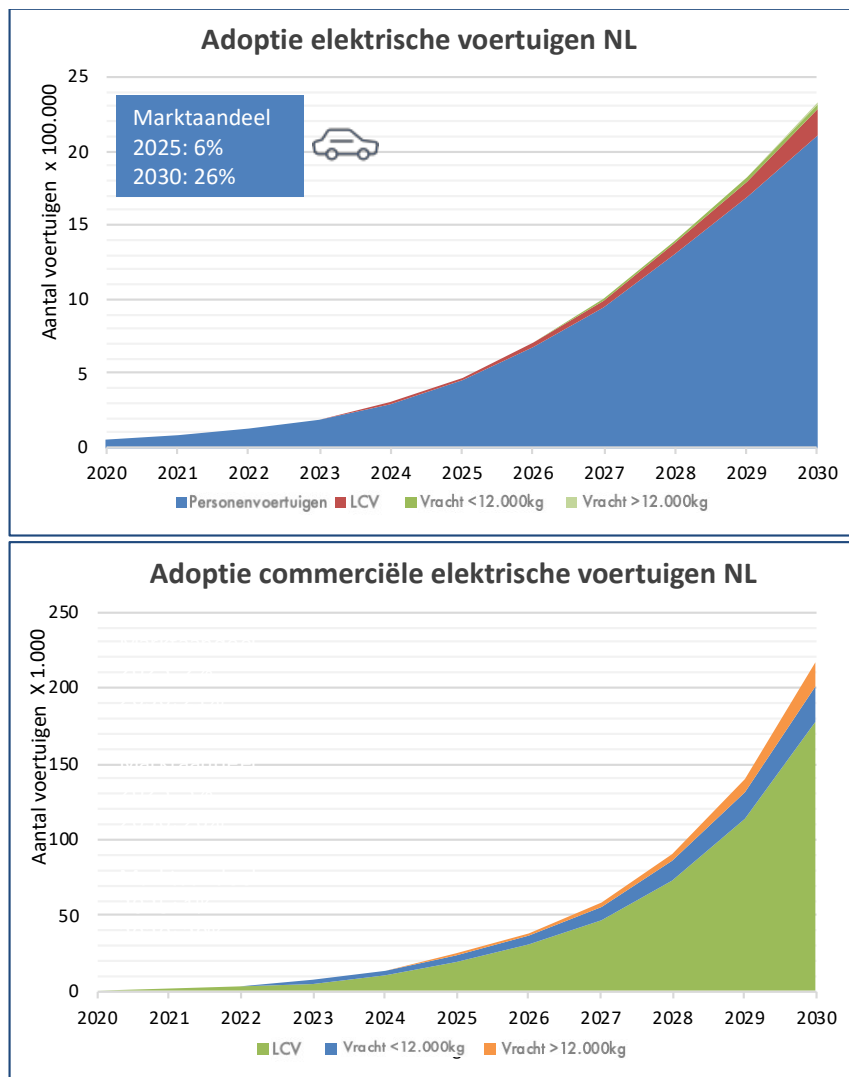 Adoptie elektrische voertuigen NL
Aantal voertuigen x 100.000
25
20
15
10
5
0
Marktaandeel
2025: 6%
2030: 26%
2020 2021 2022 2023 2024 2025 2026 2027 2028 2029 2030
Personenvoertuigen LCV Vracht <12.000kg Vracht >12.000kg
Adoptie commerciële elektrische voertuigen NL
Aantal voertuigen X 1.000
250
200
150
100
50
0
2020 2021 2022 2023 2024 2025 2026 2027 2028 2029 2030
LCV Vracht <12.000kg Vracht >12.000kg